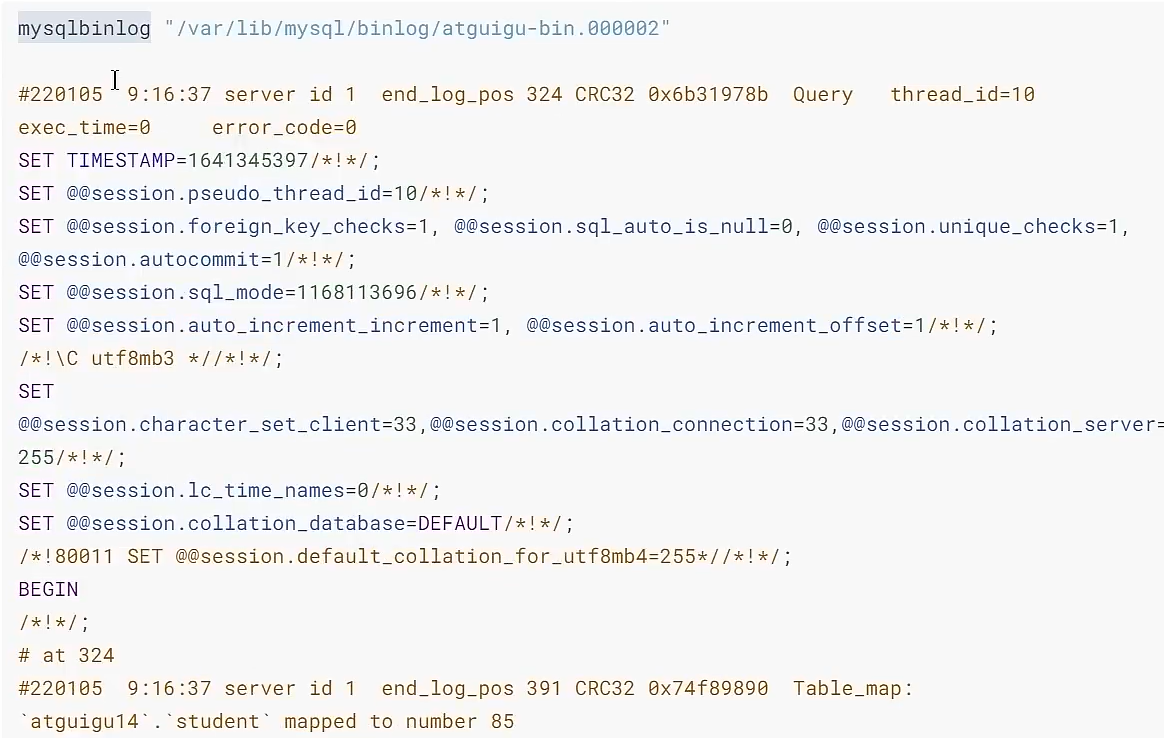 mysqlbinlog "/var/lib/mysql/binlog/atguigu-bin.000002"
#220105  9:16:37 server id 1  end_log_pos 324 CRC32 0x6b31978b  Query   thread_id=10
exec_time=0     error_code=0
SET TIMESTAMP=1641345397/*!*/;
SET @@session.pseudo_thread_id=10/*!*/;
SET @@session.foreign_key_checks=1, @@session.sql_auto_is_null=0, @@session.unique_checks=1,
@@session.autocommit=1/*!*/;
SET @@session.sql_mode=1168113696/*!*/;
SET @@session.auto_increment_increment=1, @@session.auto_increment_offset=1/*!*/;
/*!\C utf8mb3 *//*!*/;
SET
@@session.character_set_client=33,@@session.collation_connection=33,@@session.collation_server=
255/*!*/;
SET @@session.lc_time_names=0/*!*/;
SET @@session.collation_database=DEFAULT/*!*/;
/*!80011 SET @@session.default_collation_for_utf8mb4=255*//*!*/;
BEGIN
/*!*/;
# at 324
#220105  9:16:37 server id 1  end_log_pos 391 CRC32 0x74f89890  Table_map:
`atguigu14`.`student` mapped to number 85